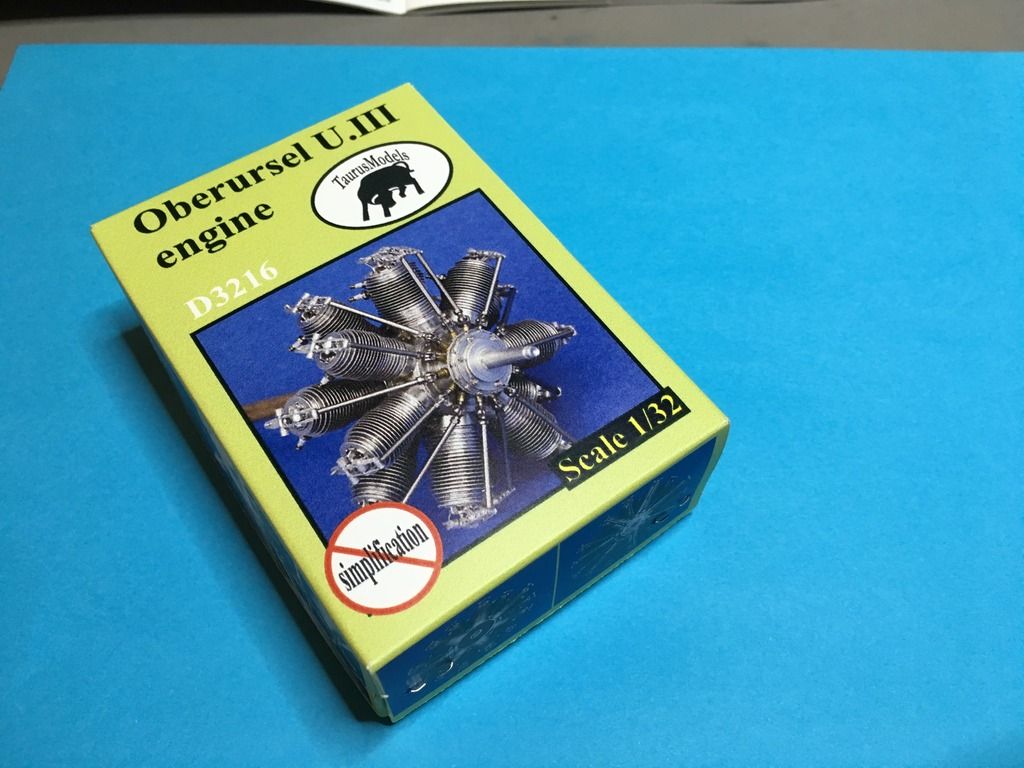 Oberursel U.III
engine
TaurusModels
D3216
Scale 1/32
simplification